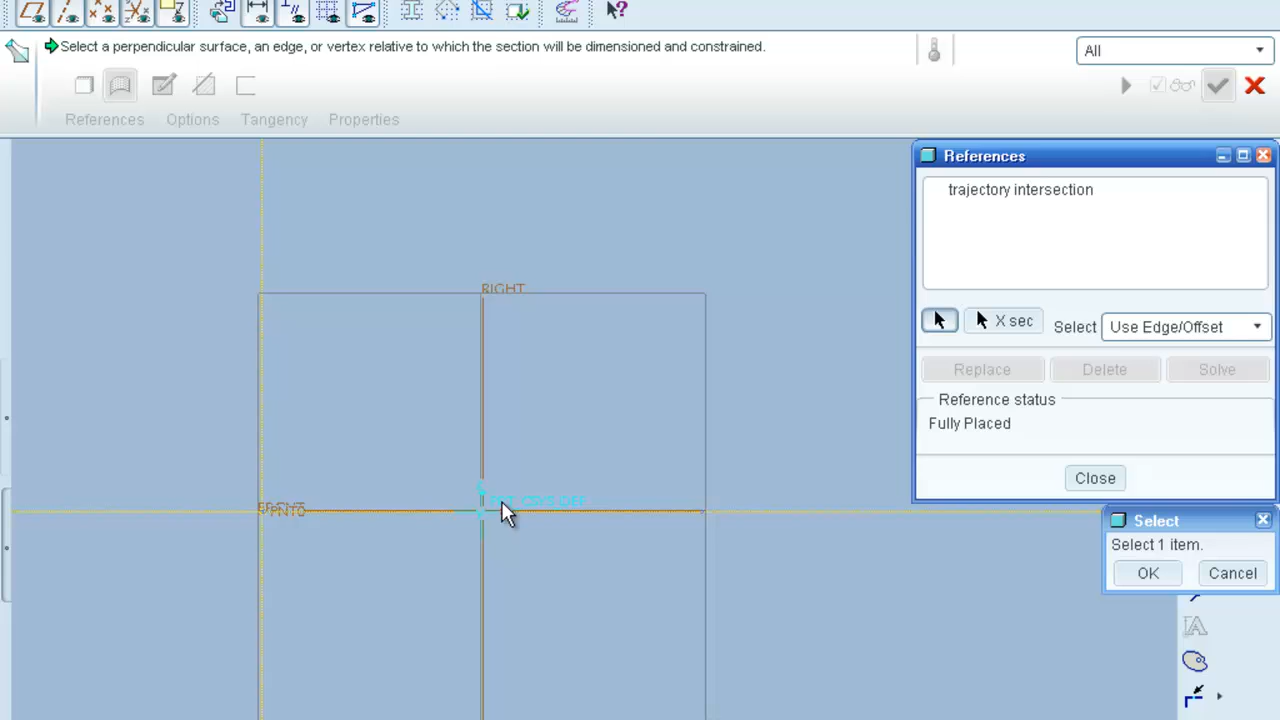 Select a perpendicular surface, an edge, or vertex relative to which the section will be dimensioned and constrained.
All
References Options Tangency Properties
References
trajectory intersection
X sec Select Use Edge/Offset
Replace Delete Solve
Reference status
Fully Placed
Close
Select
Select 1 item.
OK Cancel
RIGHT
PNT0